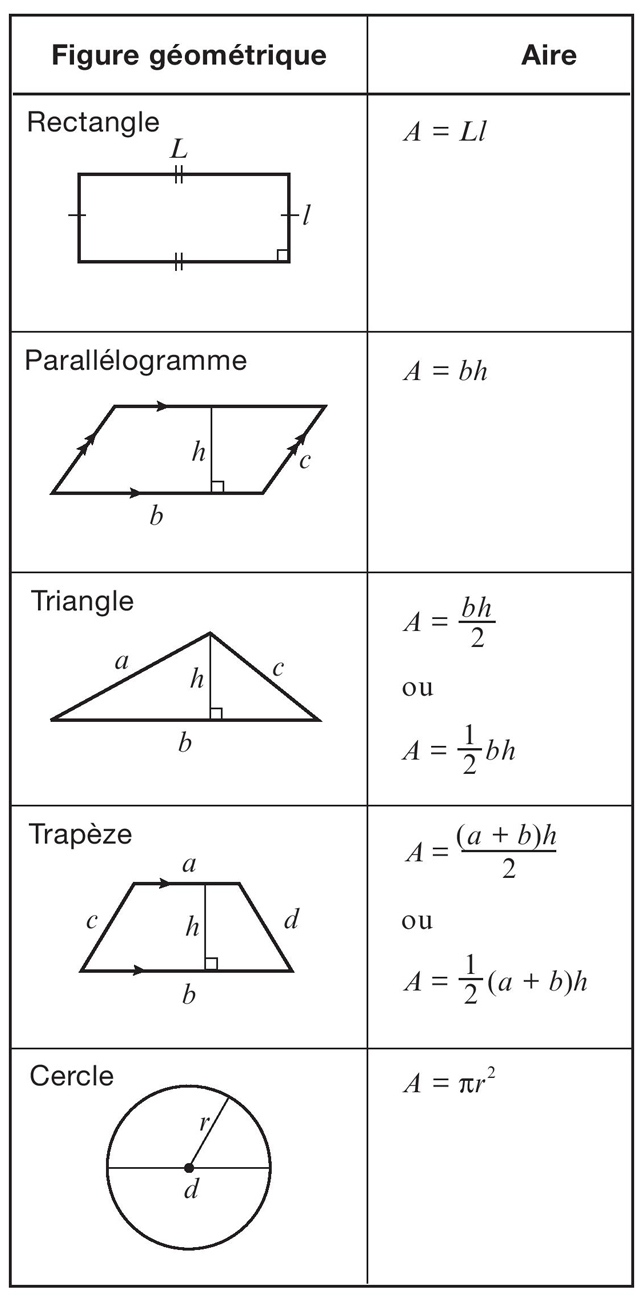 Figure géométrique
Aire
Rectangle
L
l
A = Ll
Parallélogramme
h
c
b
A = bh
Triangle
a
h
c
b
A = bh/2
ou
A = 1/2 bh
Trapèze
a
c
h
d
b
A = (a + b)h/2
ou
A = 1/2 (a + b)h
Cercle
r
d
A = πr²